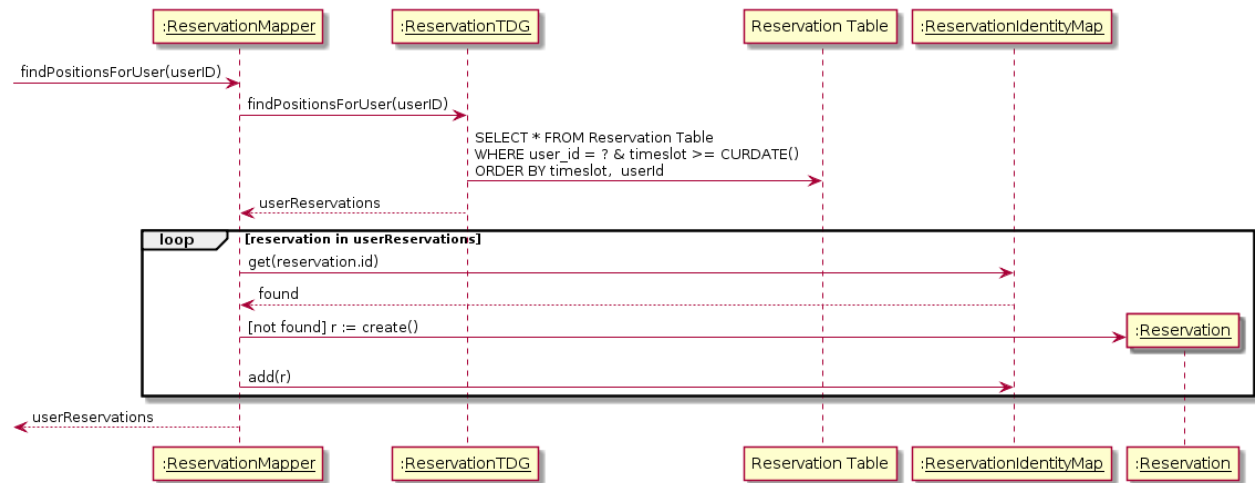 :ReservationMapper :ReservationTDG Reservation Table :ReservationIdentityMap
findPositionsForUser(userID)
findPositionsForUser(userID)
SELECT * FROM Reservation Table
WHERE user_id = ? & timeslot >= CURDATE()
ORDER BY timeslot, userId
userReservations
loop [reservation in userReservations]
get(reservation.id)
found
[not found] r := create() :Reservation
add(r)
userReservations
:ReservationMapper :ReservationTDG Reservation Table :ReservationIdentityMap :Reservation